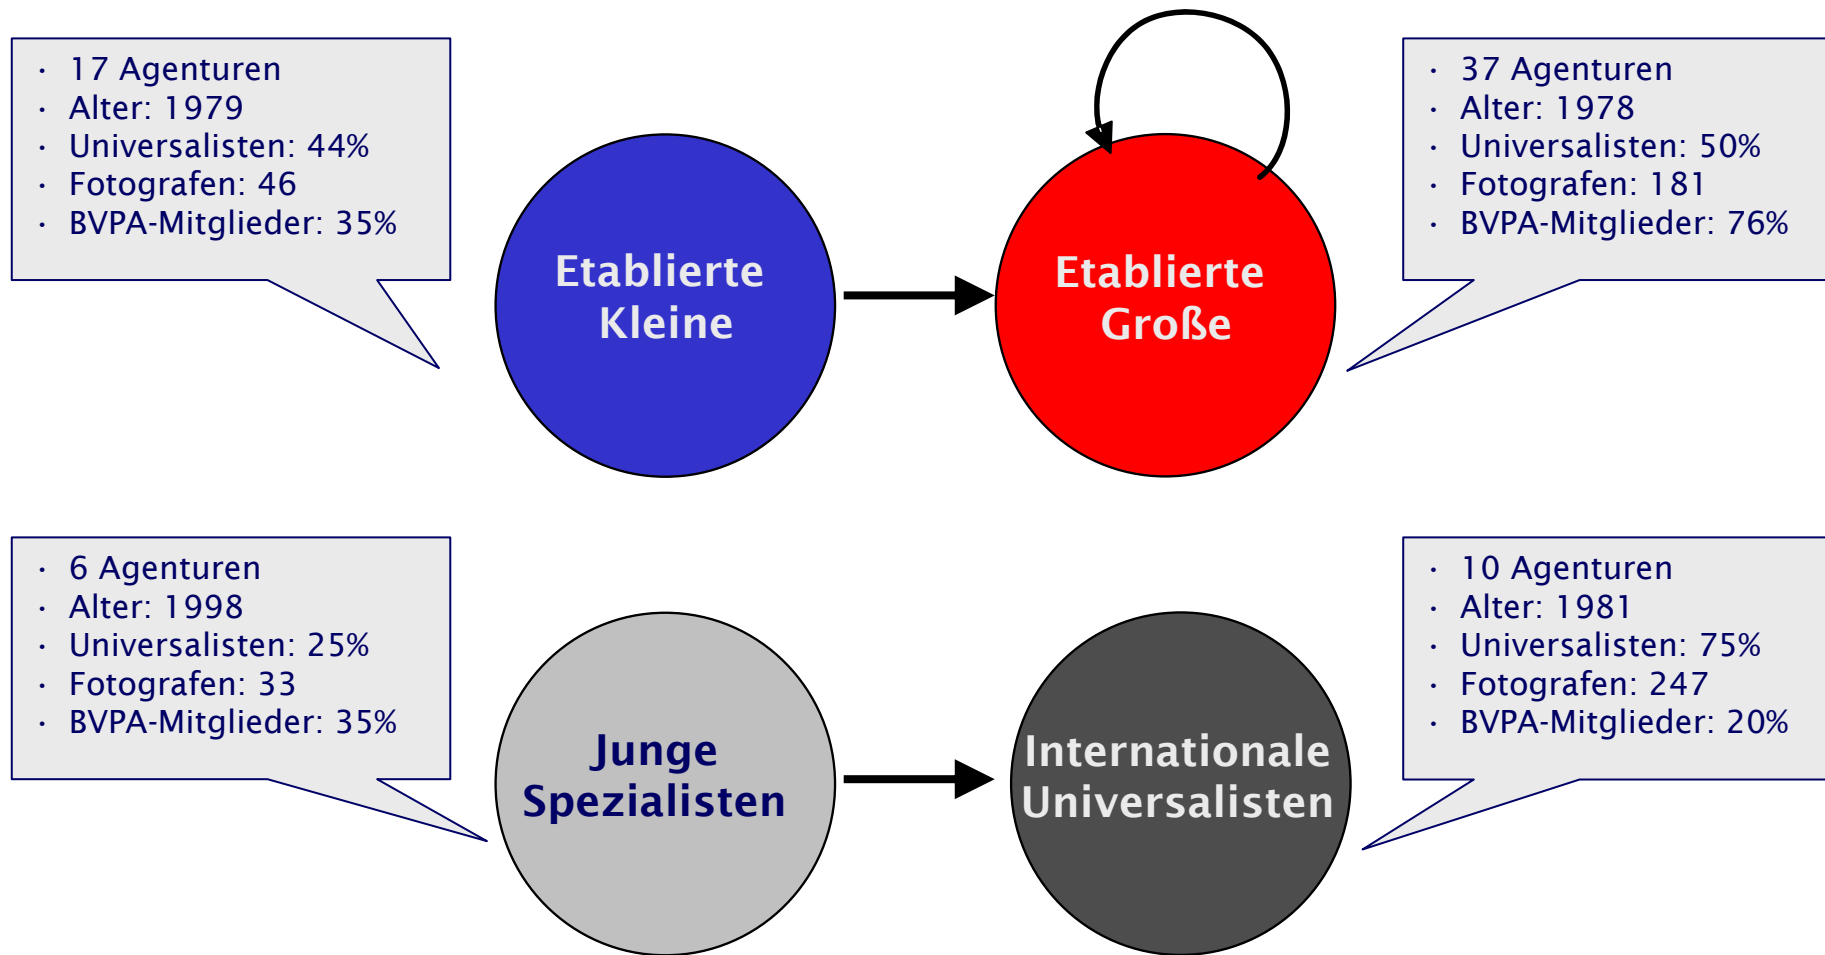 · 17 Agenturen
· Alter: 1979
· Universalisten: 44%
· Fotografen: 46
· BVPA-Mitglieder: 35%
Etablierte
Kleine
Etablierte
Große
· 37 Agenturen
· Alter: 1978
· Universalisten: 50%
· Fotografen: 181
· BVPA-Mitglieder: 76%
· 6 Agenturen
· Alter: 1998
· Universalisten: 25%
· Fotografen: 33
· BVPA-Mitglieder: 35%
Junge
Spezialisten
Internationale
Universalisten
· 10 Agenturen
· Alter: 1981
· Universalisten: 75%
· Fotografen: 247
· BVPA-Mitglieder: 20%